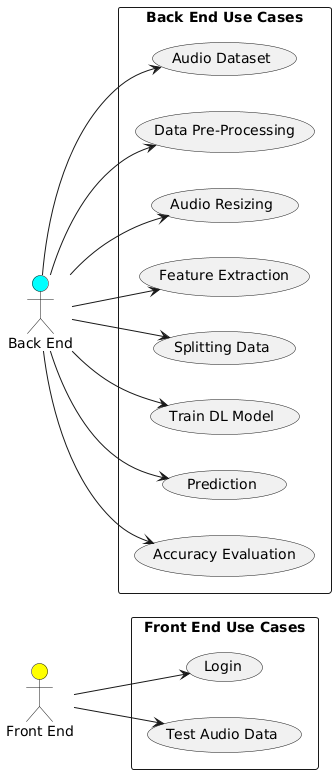 Back End Use Cases
Audio Dataset
Data Pre-Processing
Audio Resizing
Feature Extraction
Back End
Splitting Data
Train DL Model
Prediction
Accuracy Evaluation
Front End Use Cases
Login
Front End
Test Audio Data